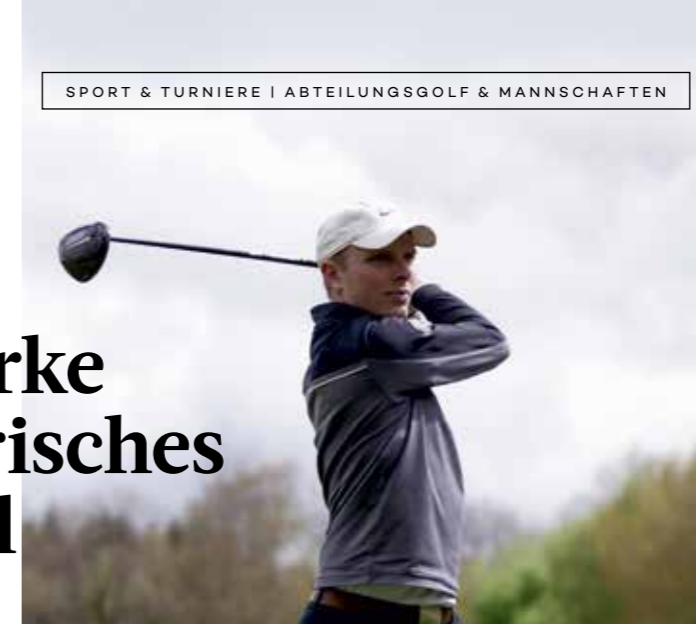 SPORT & TURNIERE | ABTEILUNGSGOLF & MANNSCHAFTEN
rke
risches
l